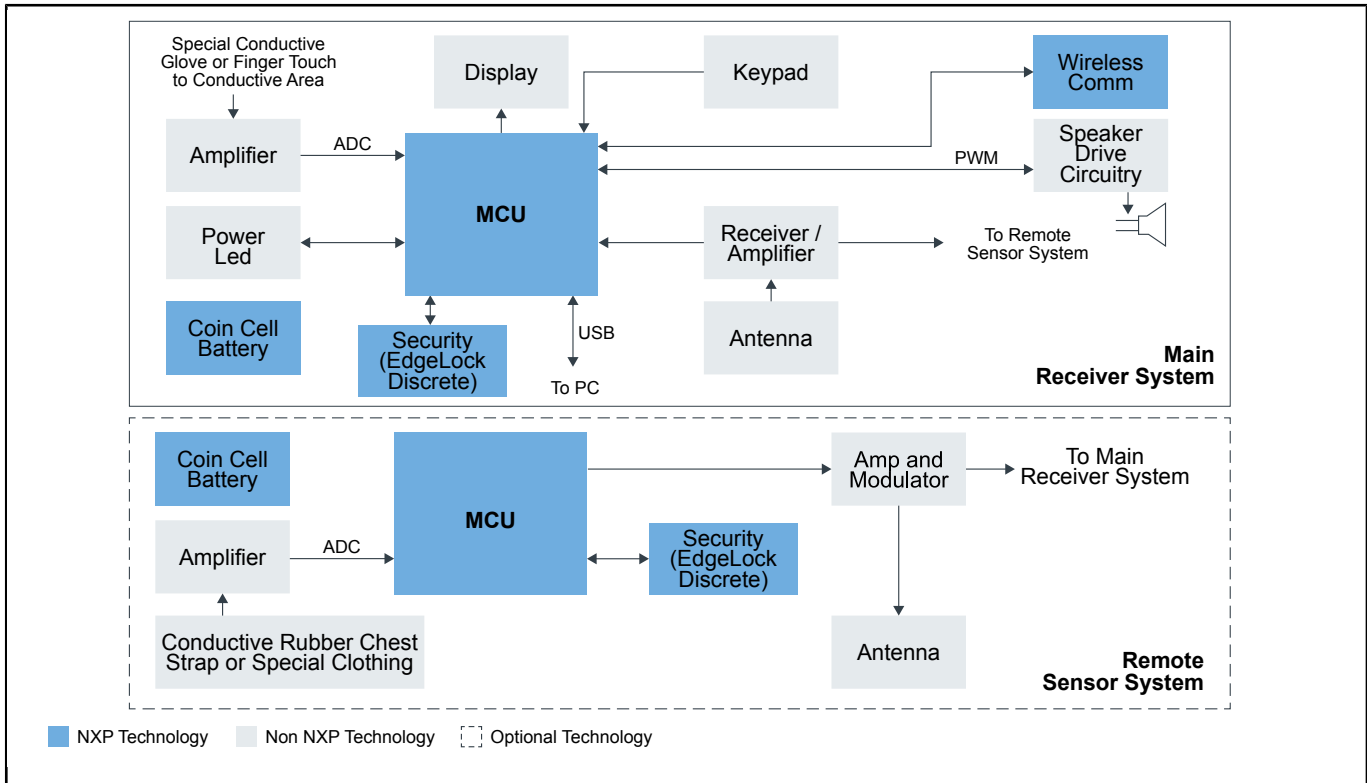 Special Conductive
Glove or Finger Touch
to Conductive Area
Display
Keypad
Wireless
Comm
Amplifier
ADC
MCU
PWM
Speaker
Drive
Circuitry
Power
Led
Receiver /
Amplifier
To Remote
Sensor System
Coin Cell
Battery
Security
(EdgeLock
Discrete)
USB
To PC
Antenna
Main
Receiver System
Coin Cell
Battery
MCU
Amp and
Modulator
To Main
Receiver System
Amplifier
ADC
Security
(EdgeLock
Discrete)
Conductive Rubber Chest
Strap or Special Clothing
Antenna
Remote
Sensor System
NXP Technology
Non NXP Technology
Optional Technology